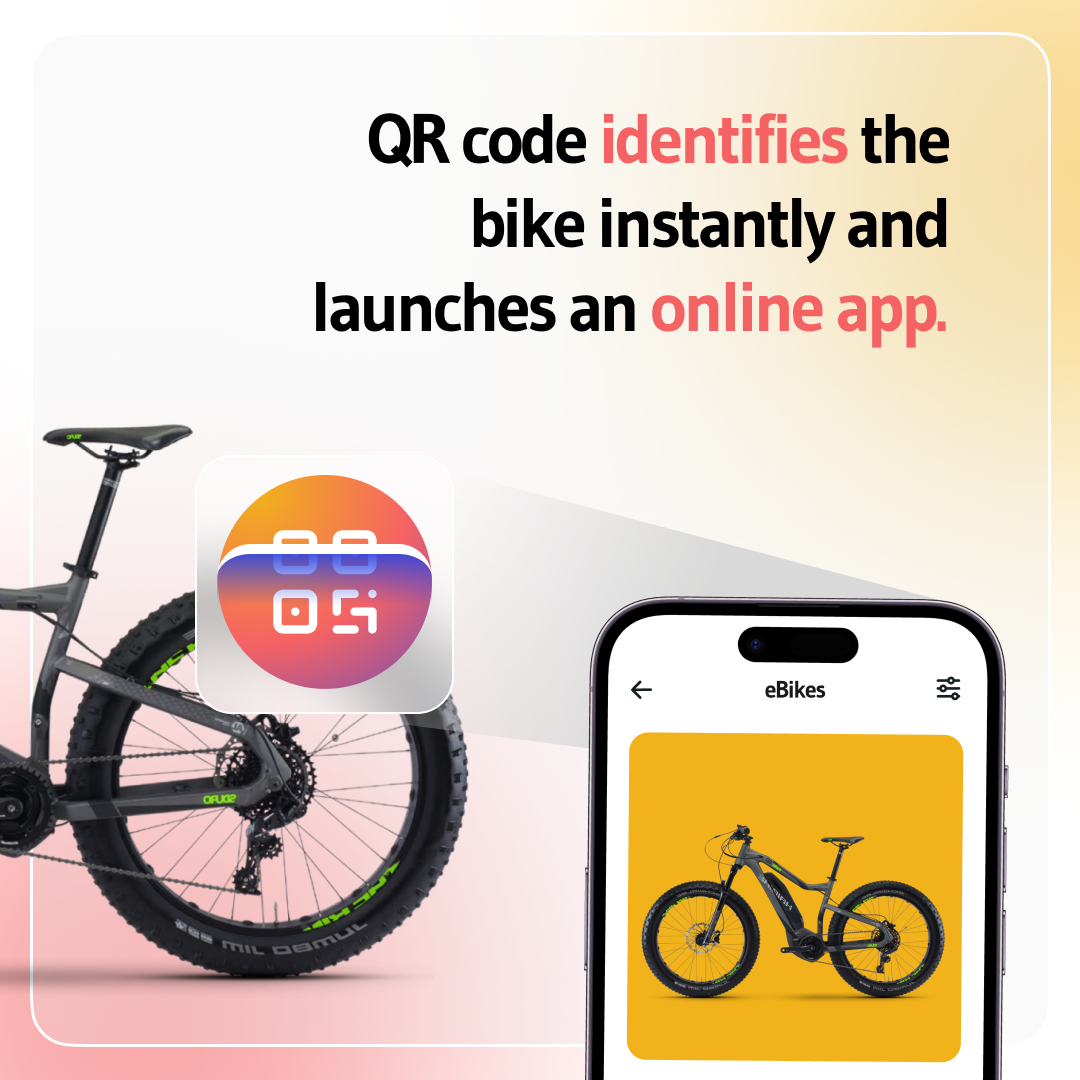 QR code identifies the
bike instantly and
launches an online app.
eBikes